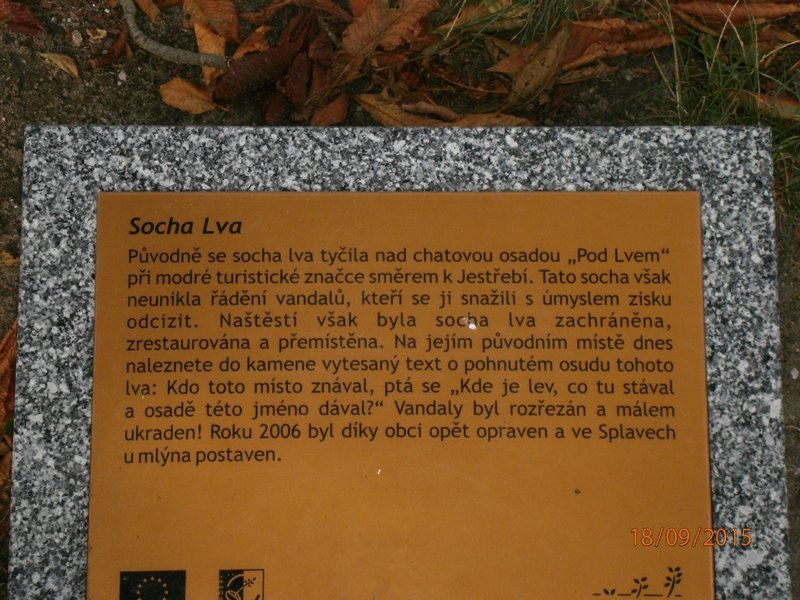 Socha Lva
Původně se socha lva tyčila nad chatovou osadou „Pod Lvem“
při modré turistické značce směrem k Jestřebí. Tato socha však
neunikla řádění vandalů, kteří se ji snažili s úmyslem zisku
odcizit. Naštěstí však byla socha lva zachráněna,
zrestaurována a přemístěna. Na jejím původním místě dnes
naleznete do kamene vytesaný text o pohnutém osudu tohoto
lva: Kdo toto místo znával, ptá se „Kde je lev, co tu stával
a osadě této jméno dával?“ Vandaly byl rozřezán a málem
ukraden! Roku 2006 byl díky obci opět opraven a ve Splavech
u mlýna postaven.
18/09/2015